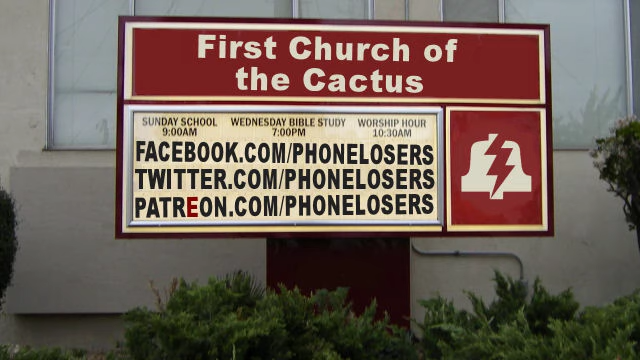 First Church of
the Cactus
SUNDAY SCHOOL WEDNESDAY BIBLE STUDY WORSHIP HOUR
9:00AM 7:00PM 10:30AM
FACEBOOK.COM/PHONELOSERS
TWITTER.COM/PHONELOSERS
PATREON.COM/PHONELOSERS